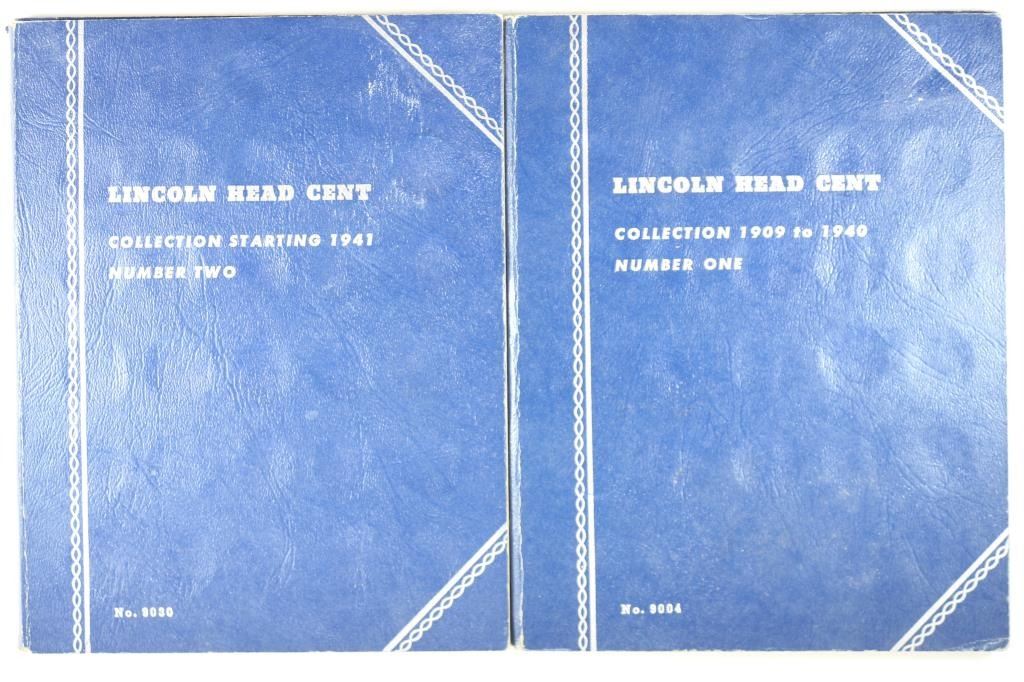 LINCOLN HEAD CENT
COLLECTION STARTING 1941
NUMBER TWO
No. 9030
LINCOLN HEAD CENT
COLLECTION 1909 to 1940
NUMBER ONE
No. 9004